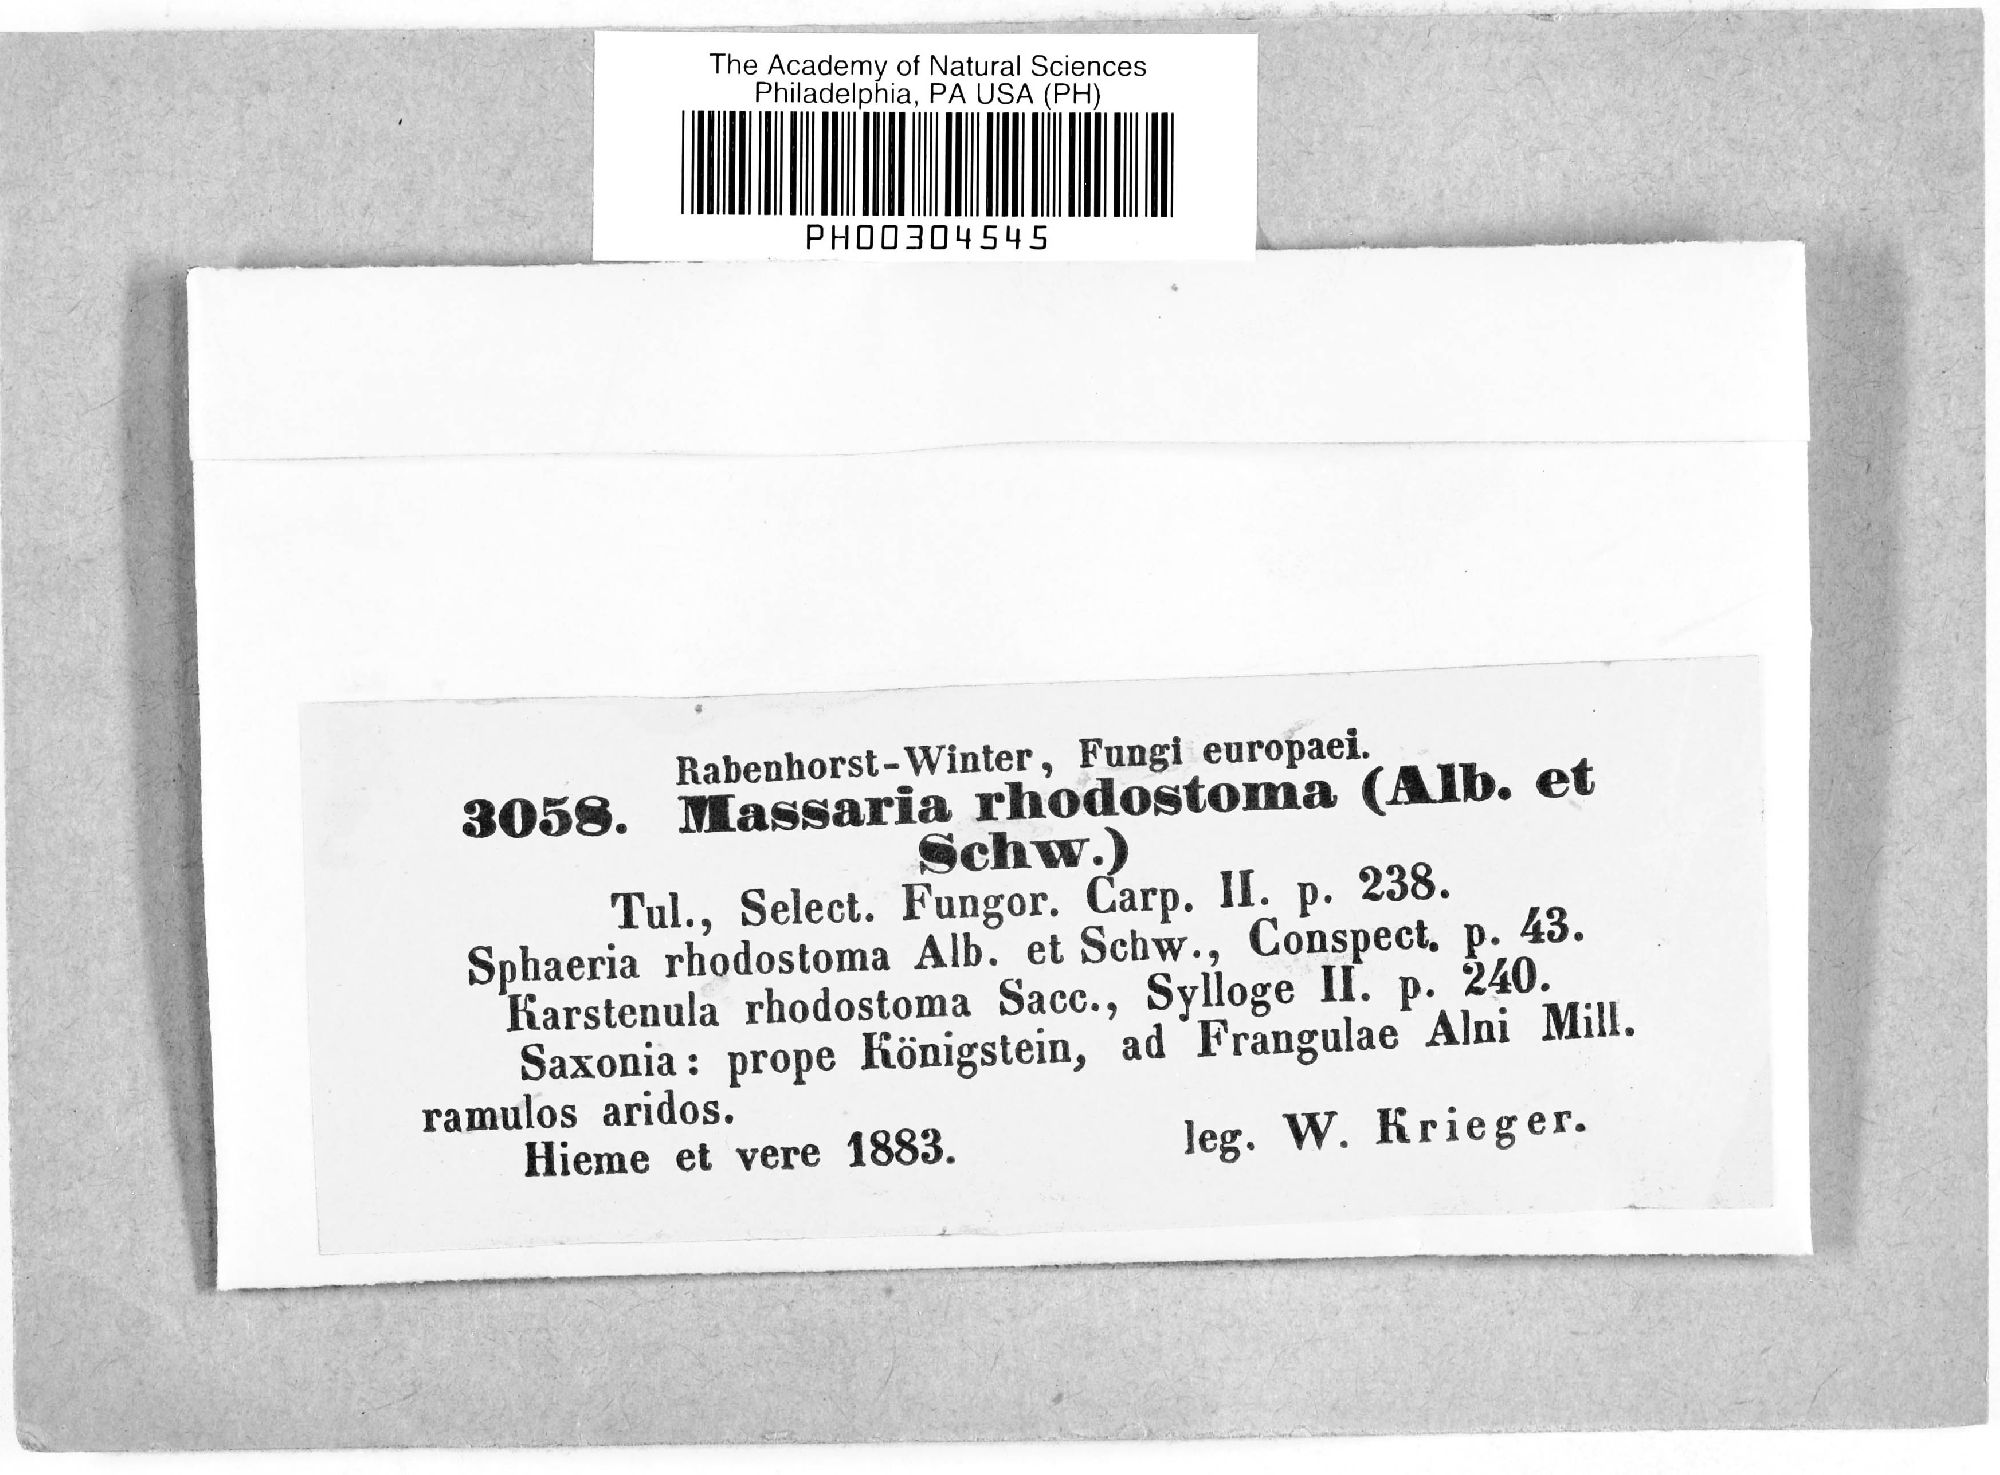 The Academy of Natural Sciences
Philadelphia, PA USA (PH)
PH00304545
Rabenhorst-Winter, Fungi europaei.
3058. Massaria rhodostoma (Alb. et
Schw.)
Tul., Select. Fungor. Carp. II. p. 238.
Sphaeria rhodostoma Alb. et Schw., Conspect. p. 43.
Karstenula rhodostoma Sacc., Sylloge II. p. 240.
Saxonia: prope Königstein, ad Frangulae Alni Mill.
ramulos aridos.
Hieme et vere 1883. leg. W. Krieger.